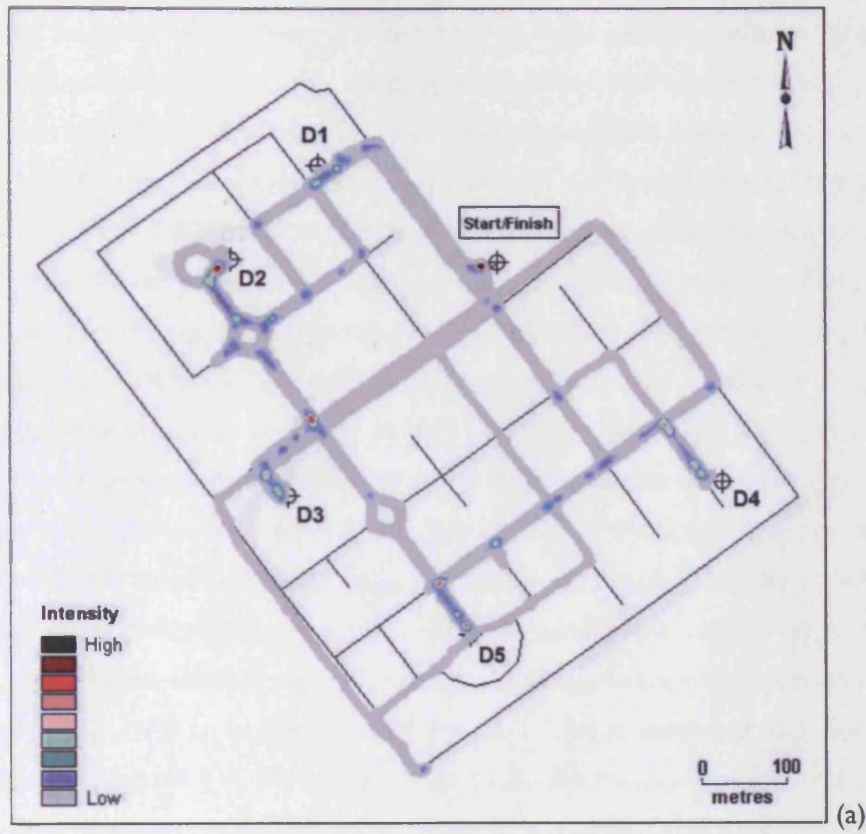 N
D1
Start/Finish
D2
D3
D4
D5
Intensity
High
Low
0 100
metres
(a)